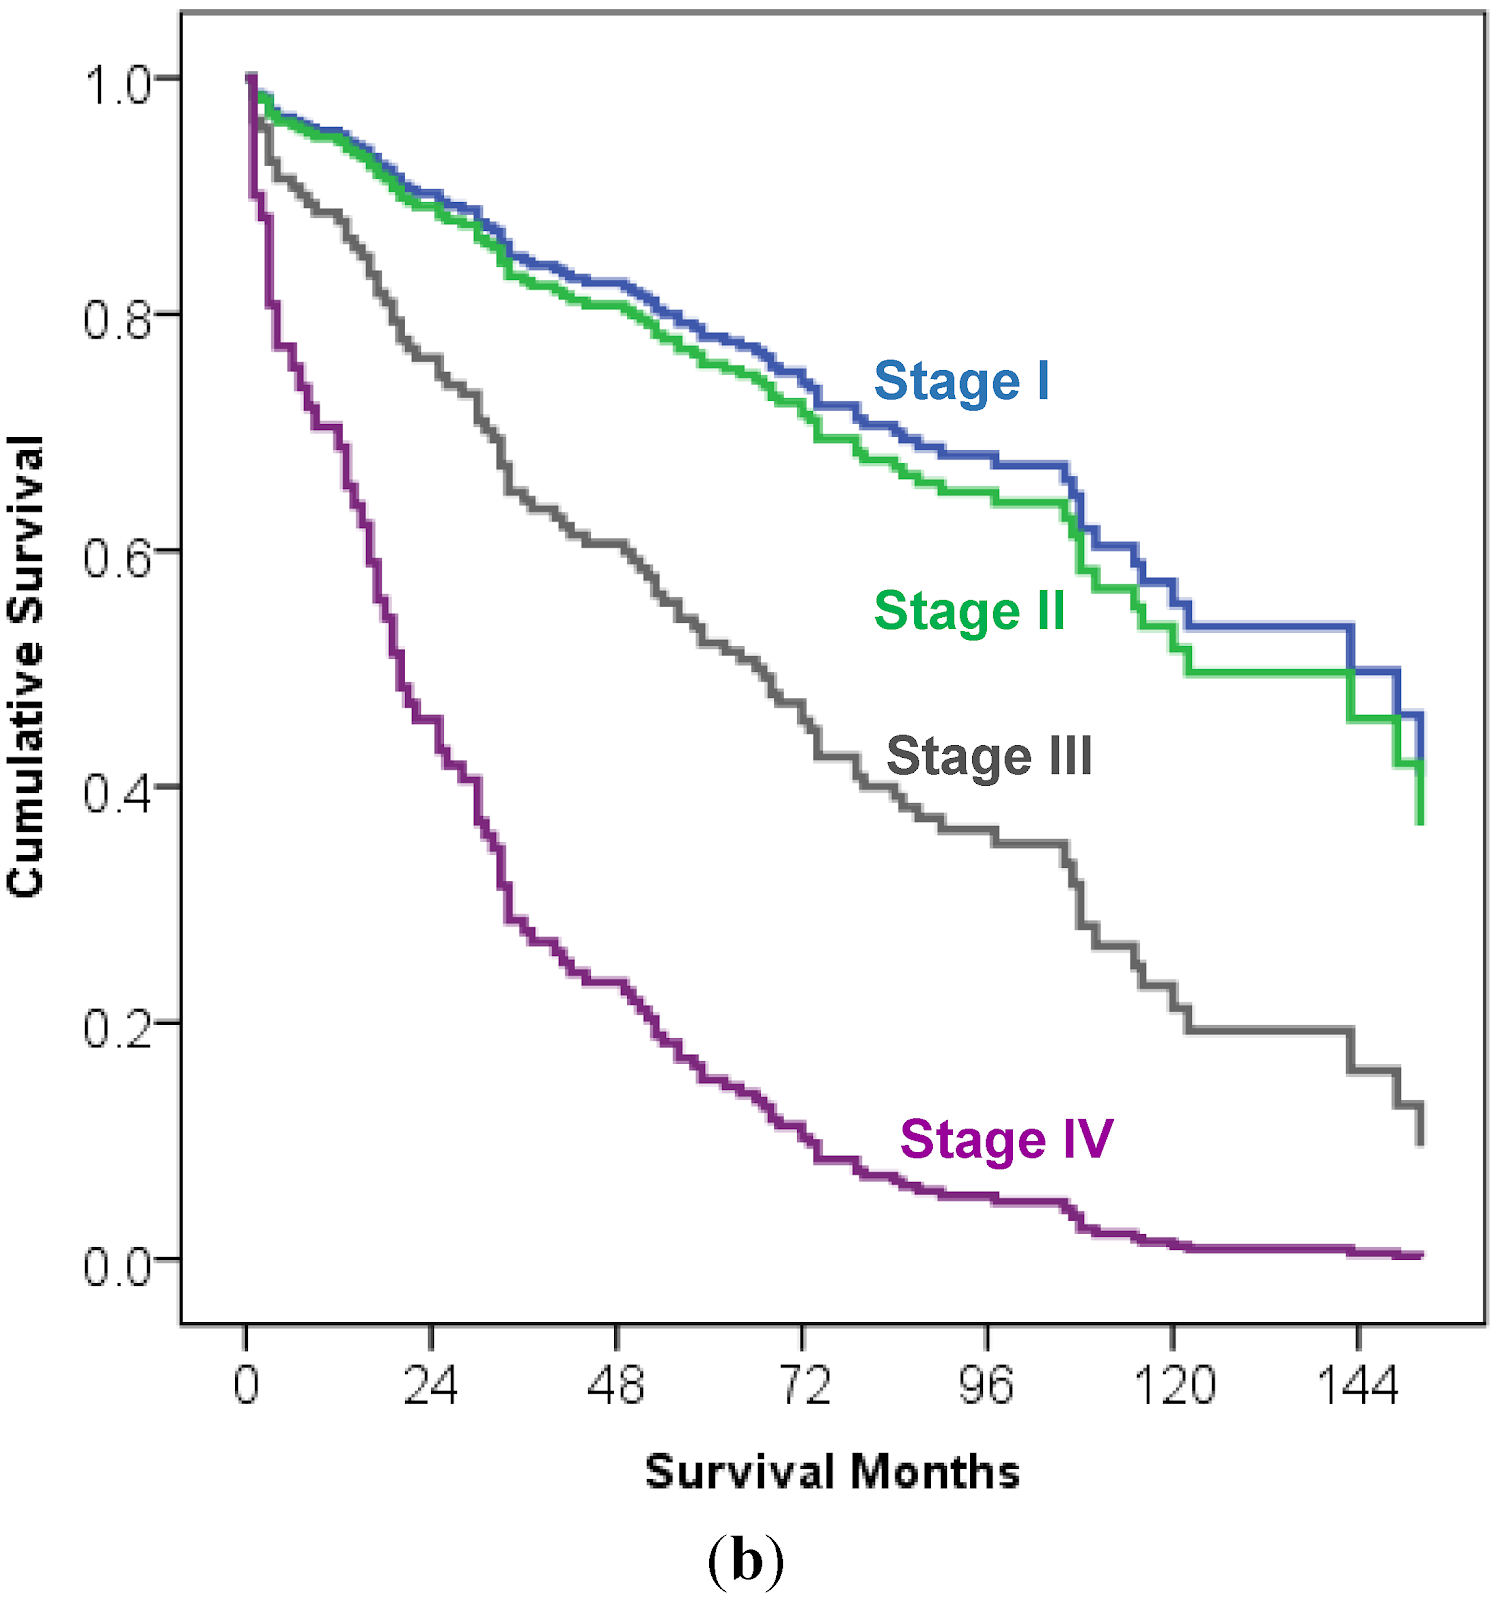 1.0
0.8
0.6
0.4
0.2
0.0
Cumulative Survival
Stage I
Stage II
Stage III
Stage IV
0 24 48 72 96 120 144
Survival Months
(b)